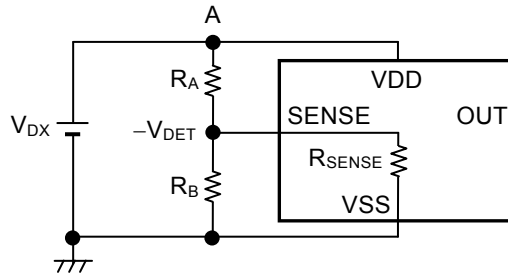 A
RA
VDD
VDX
−VDET
SENSE
OUT
RSENSE
RB
VSS